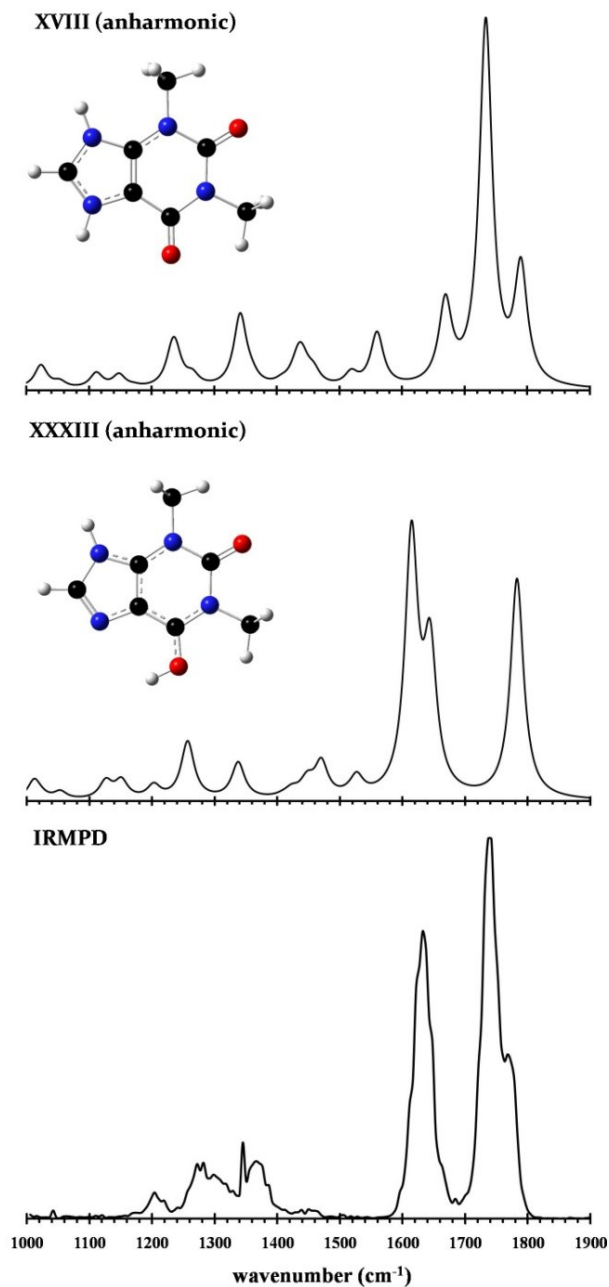 XVIII (anharmonic)
XXXIII (anharmonic)
IRMPD
1000 1100 1200 1300 1400 1500 1600 1700 1800 1900
wavenumber (cm⁻¹)